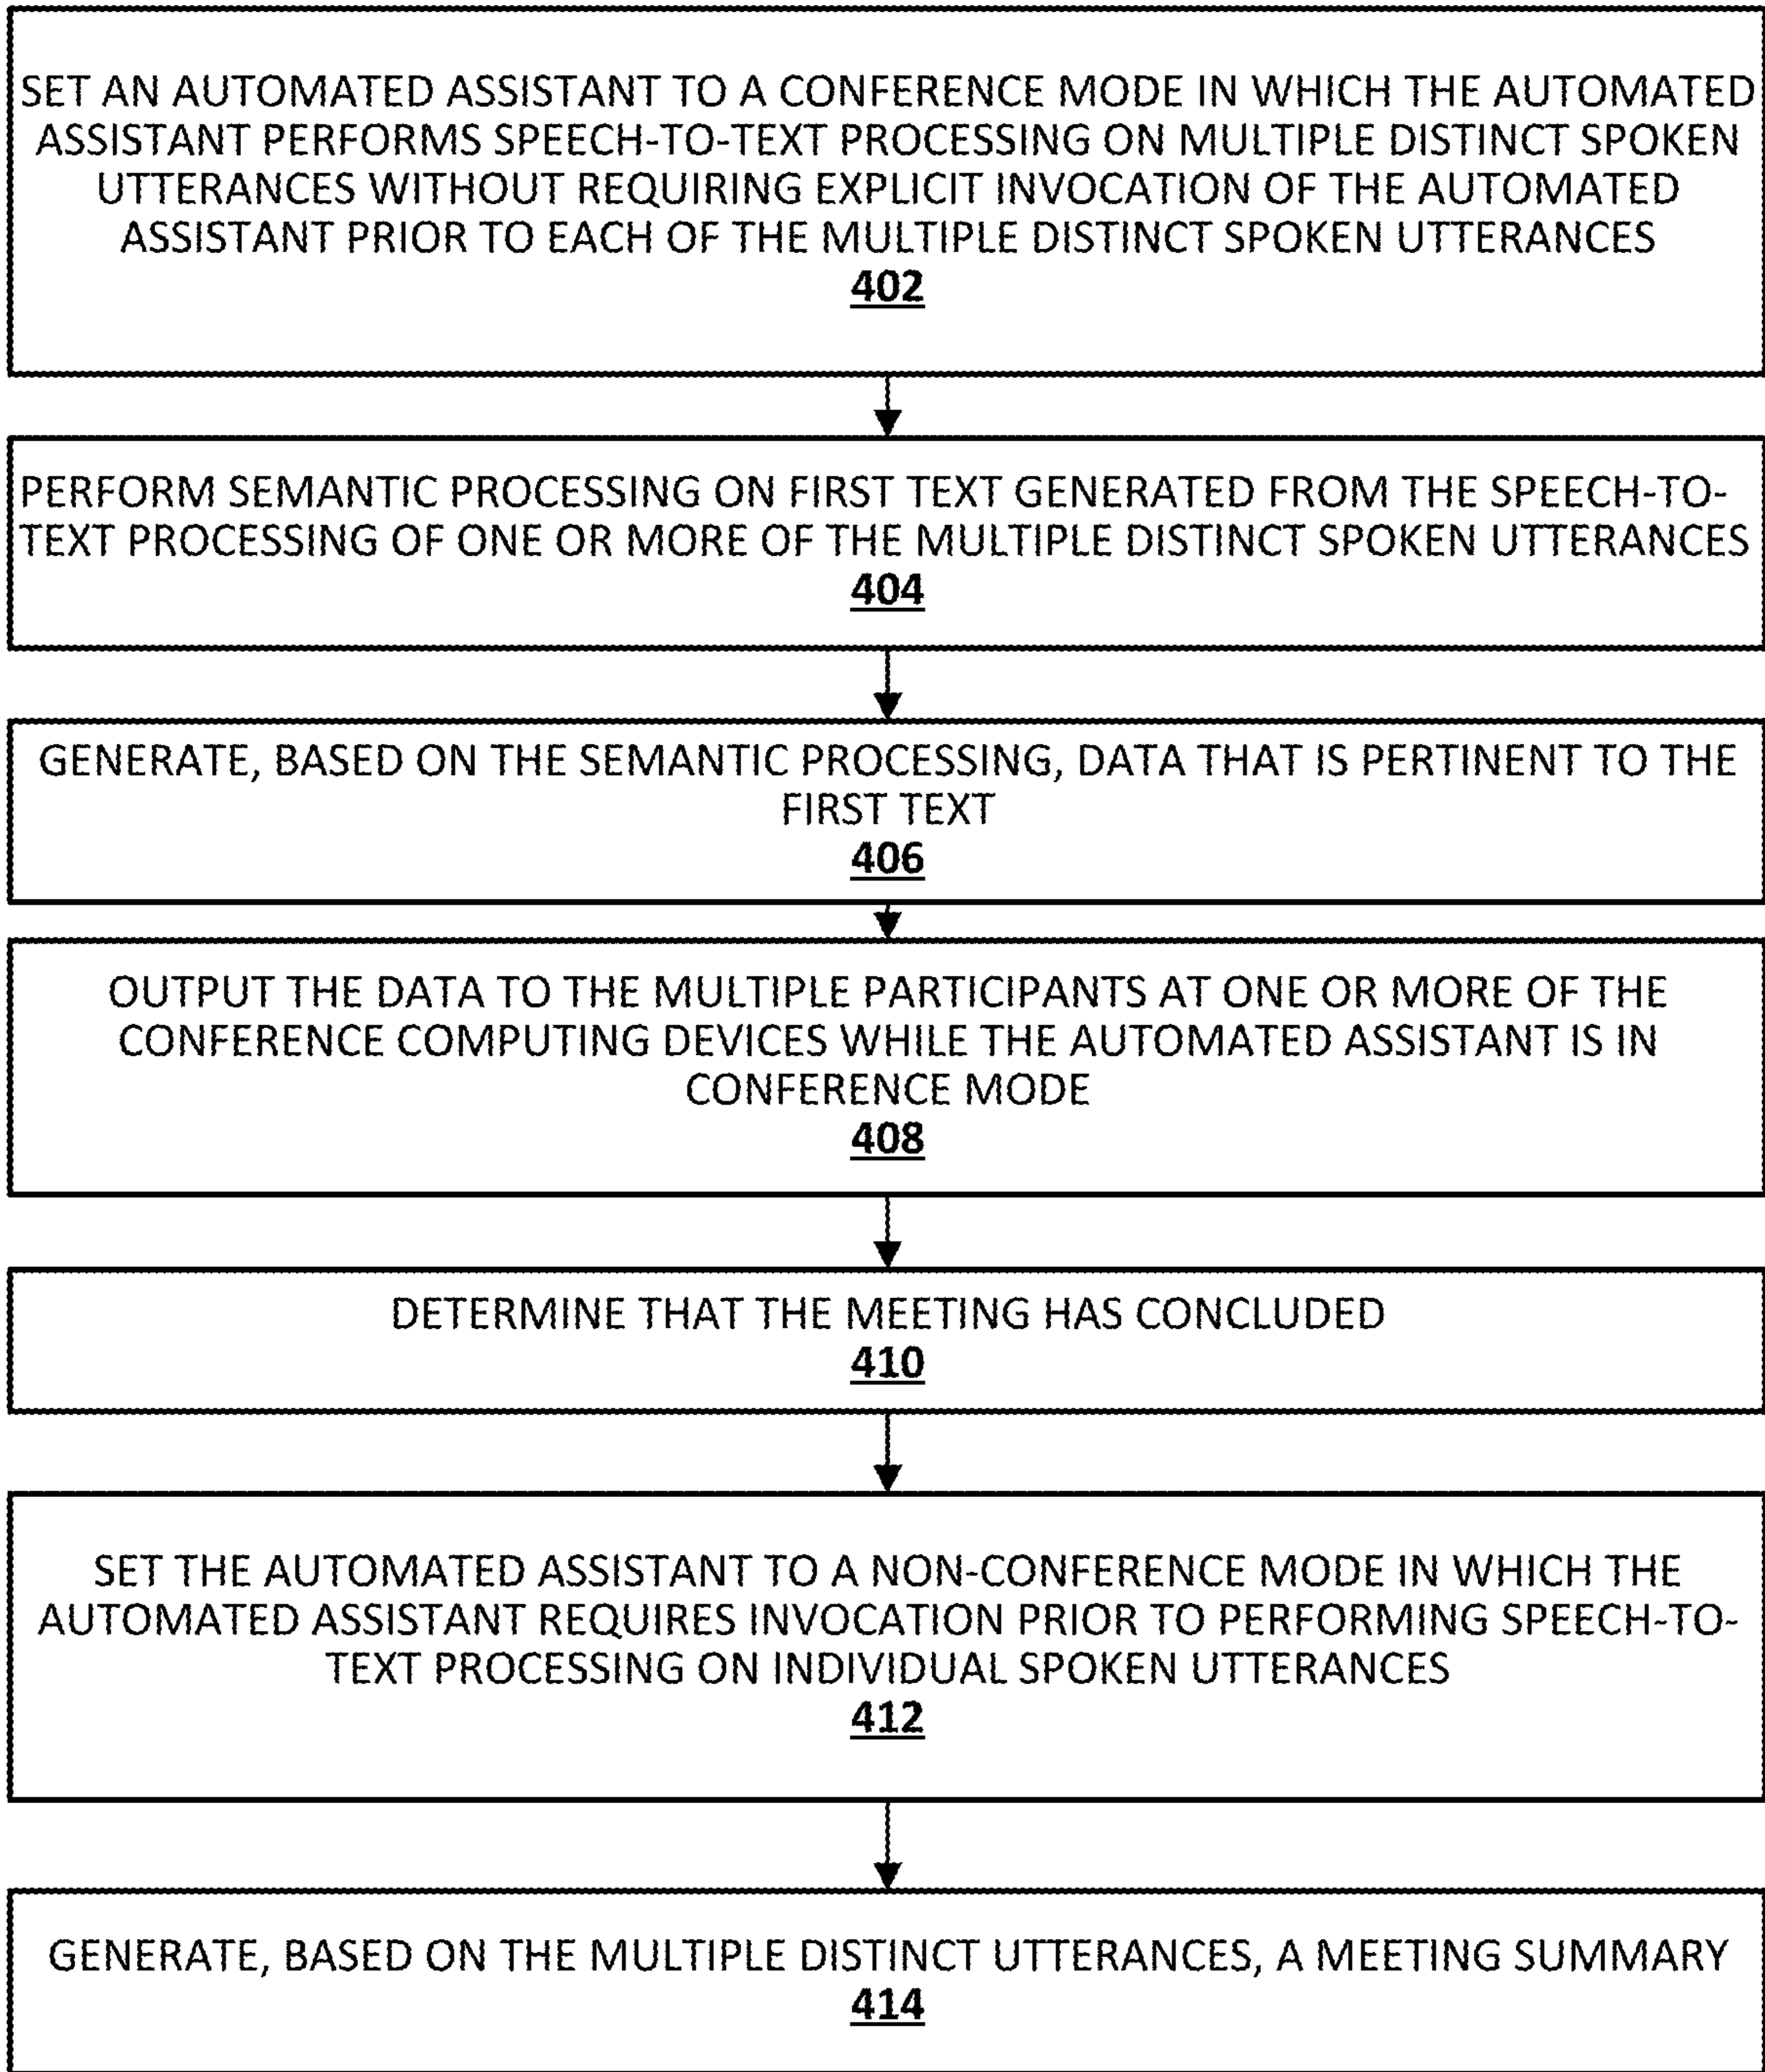 SET AN AUTOMATED ASSISTANT TO A CONFERENCE MODE IN WHICH THE AUTOMATED
ASSISTANT PERFORMS SPEECH-TO-TEXT PROCESSING ON MULTIPLE DISTINCT SPOKEN
UTTERANCES WITHOUT REQUIRING EXPLICIT INVOCATION OF THE AUTOMATED
ASSISTANT PRIOR TO EACH OF THE MULTIPLE DISTINCT SPOKEN UTTERANCES
402
PERFORM SEMANTIC PROCESSING ON FIRST TEXT GENERATED FROM THE SPEECH-TO-
TEXT PROCESSING OF ONE OR MORE OF THE MULTIPLE DISTINCT SPOKEN UTTERANCES
404
GENERATE, BASED ON THE SEMANTIC PROCESSING, DATA THAT IS PERTINENT TO THE
FIRST TEXT
406
OUTPUT THE DATA TO THE MULTIPLE PARTICIPANTS AT ONE OR MORE OF THE
CONFERENCE COMPUTING DEVICES WHILE THE AUTOMATED ASSISTANT IS IN
CONFERENCE MODE
408
DETERMINE THAT THE MEETING HAS CONCLUDED
410
SET THE AUTOMATED ASSISTANT TO A NON-CONFERENCE MODE IN WHICH THE
AUTOMATED ASSISTANT REQUIRES INVOCATION PRIOR TO PERFORMING SPEECH-TO-
TEXT PROCESSING ON INDIVIDUAL SPOKEN UTTERANCES
412
GENERATE, BASED ON THE MULTIPLE DISTINCT UTTERANCES, A MEETING SUMMARY
414